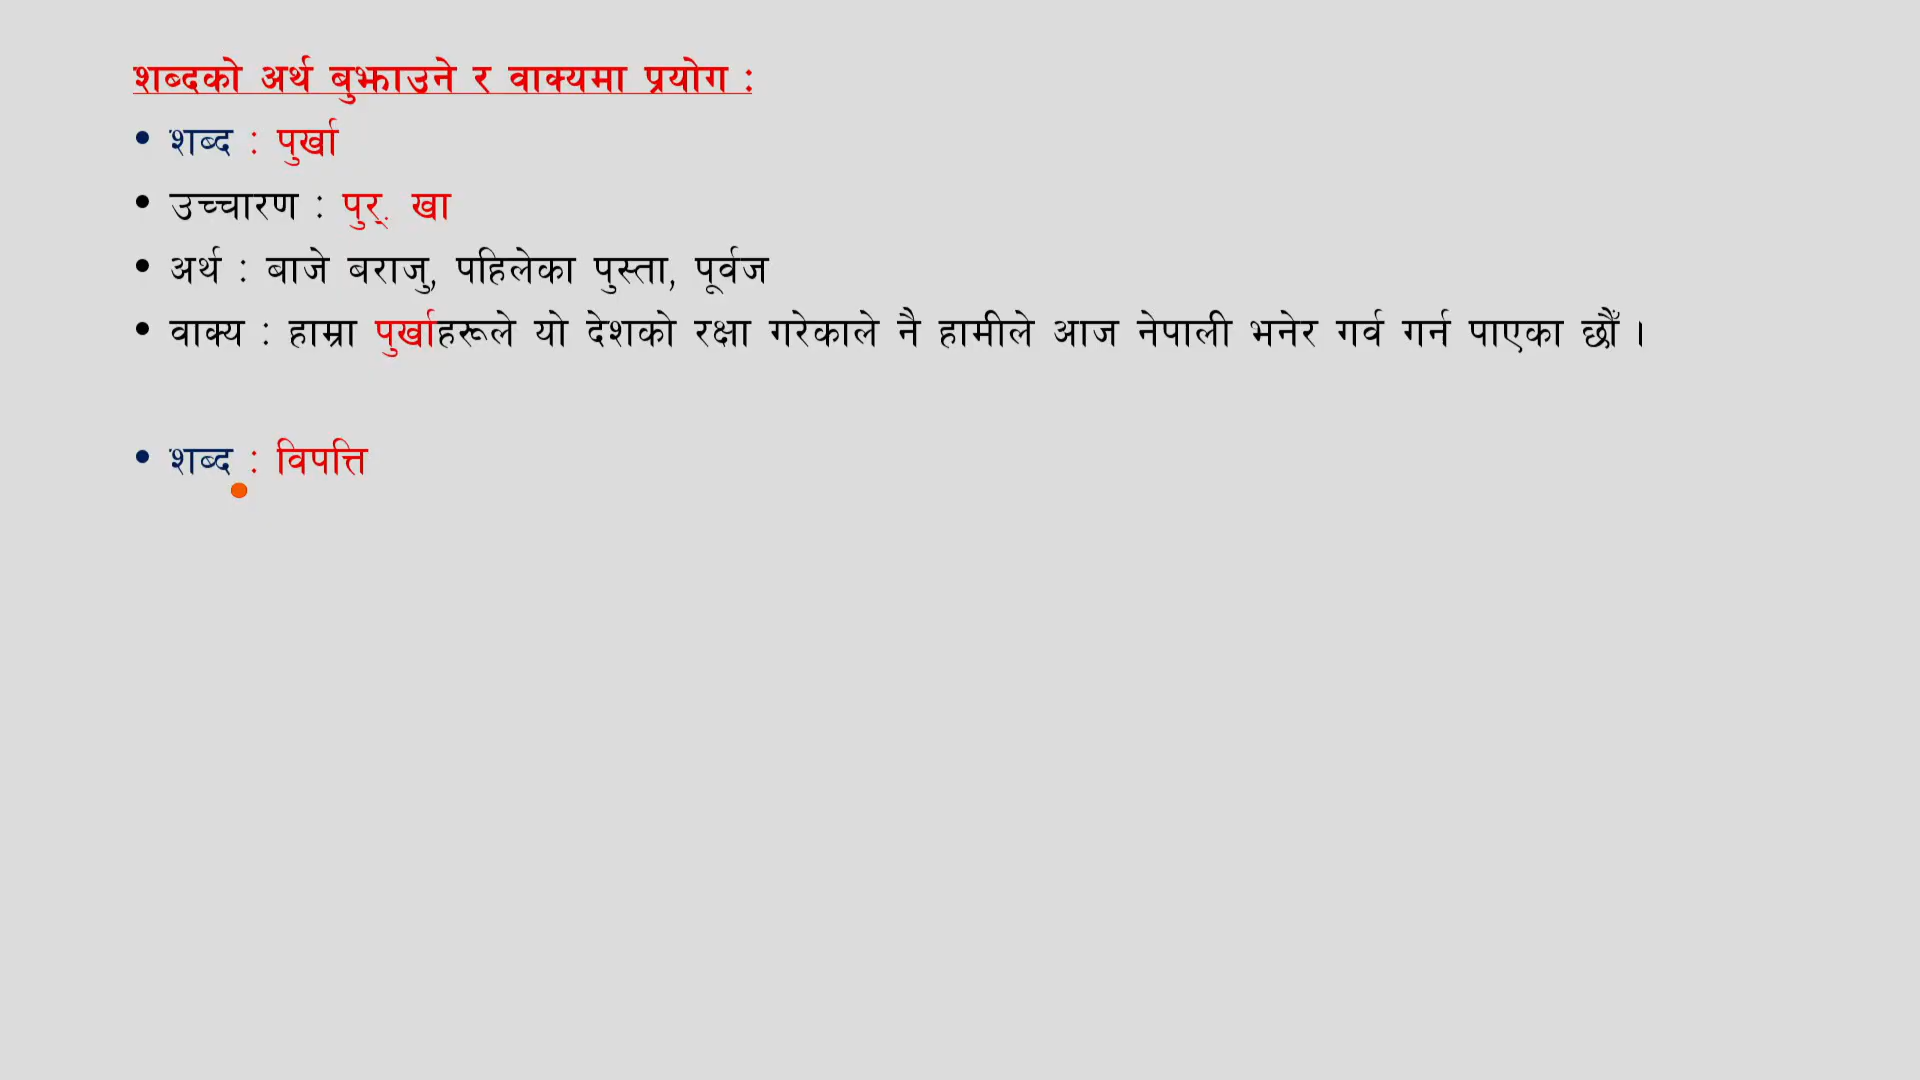 शब्दको अर्थ बुझाउने र वाक्यमा प्रयोग :
• शब्द : पुर्खा
• उच्चारण : पुर्. खा
• अर्थ : बाजे बराजु, पहिलेका पुस्ता, पूर्वज
• वाक्य : हाम्रा पुर्खाहरूले यो देशको रक्षा गरेकाले नै हामीले आज नेपाली भनेर गर्व गर्न पाएका छौँ ।
• शब्द : विपत्ति